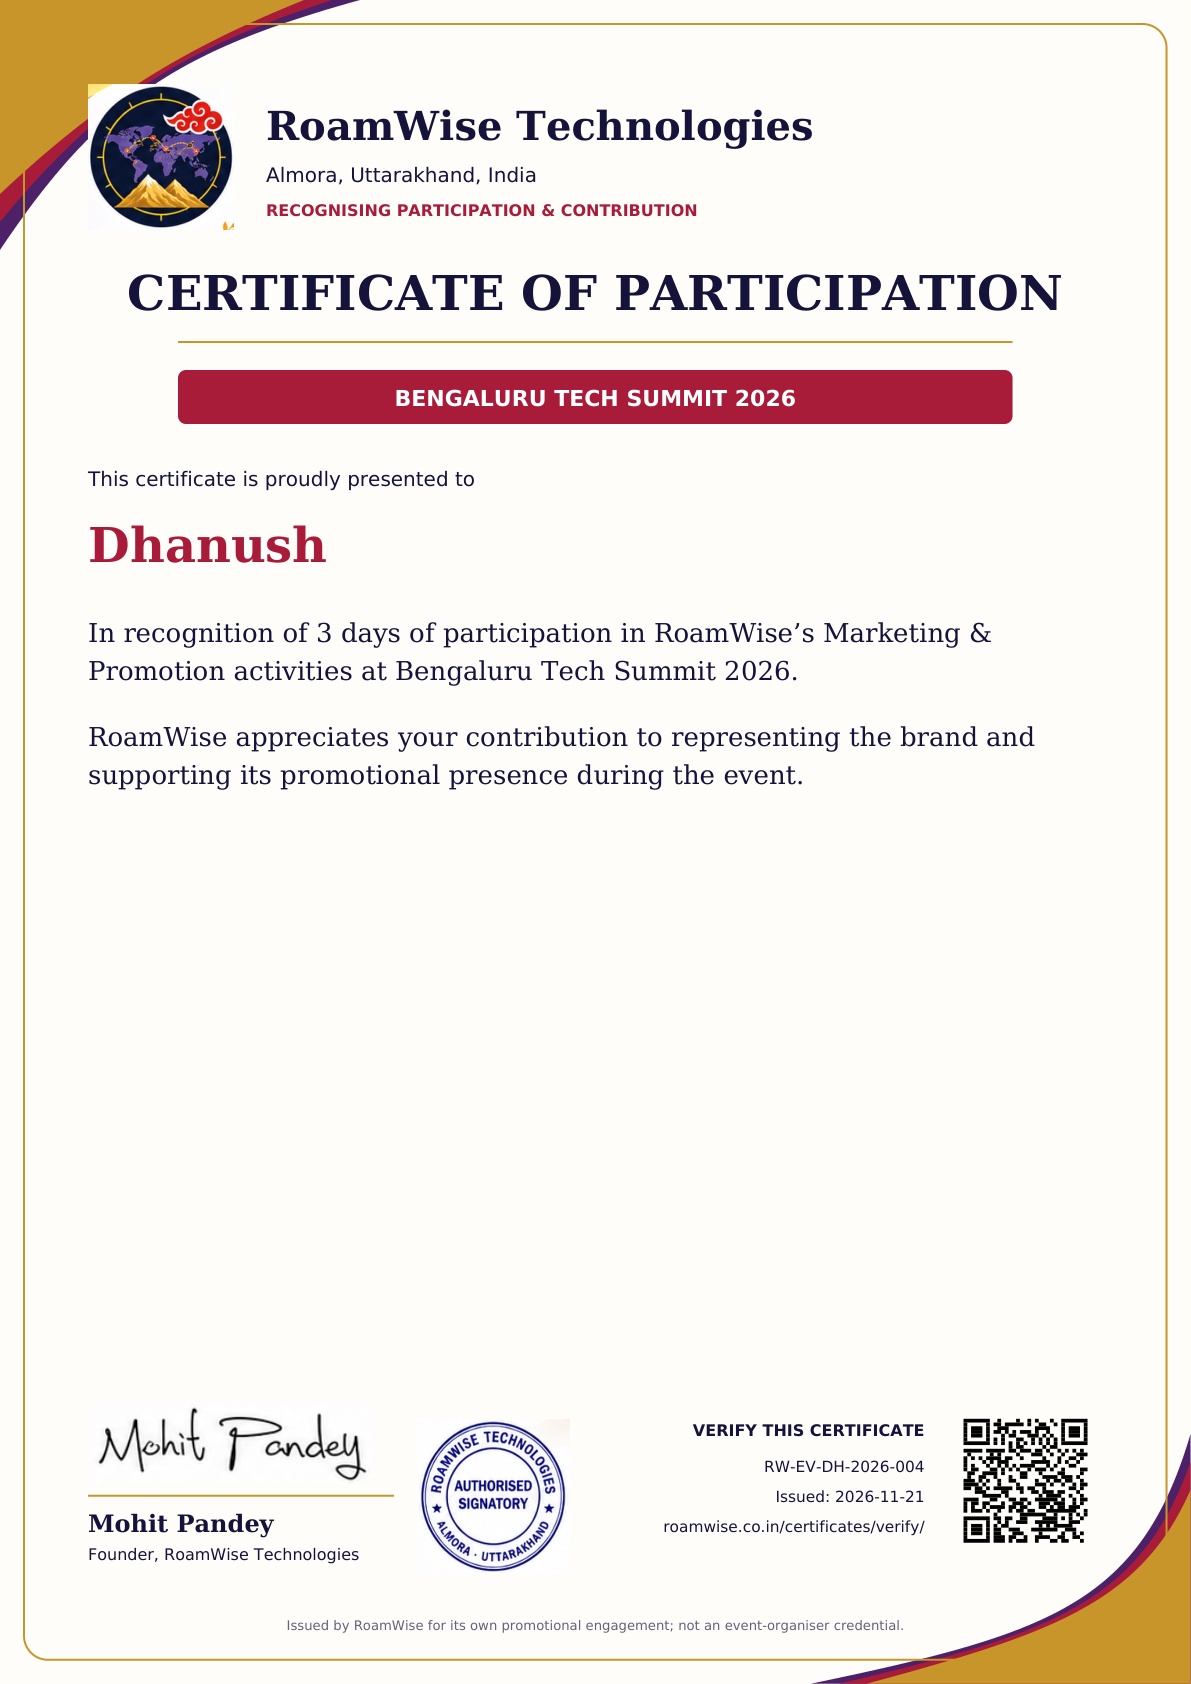 RoamWise Technologies
Almora, Uttarakhand, India
RECOGNISING PARTICIPATION & CONTRIBUTION
CERTIFICATE OF PARTICIPATION
BENGALURU TECH SUMMIT 2026
This certificate is proudly presented to
Dhanush
In recognition of 3 days of participation in RoamWise’s Marketing &
Promotion activities at Bengaluru Tech Summit 2026.
RoamWise appreciates your contribution to representing the brand and
supporting its promotional presence during the event.
Mohit Pandey
Mohit Pandey
Founder, RoamWise Technologies
ROAMWISE TECHNOLOGIES
AUTHORISED
SIGNATORY
★ ALMORA · UTTARAKHAND ★
VERIFY THIS CERTIFICATE
RW-EV-DH-2026-004
Issued: 2026-11-21
roamwise.co.in/certificates/verify/
Issued by RoamWise for its own promotional engagement; not an event-organiser credential.